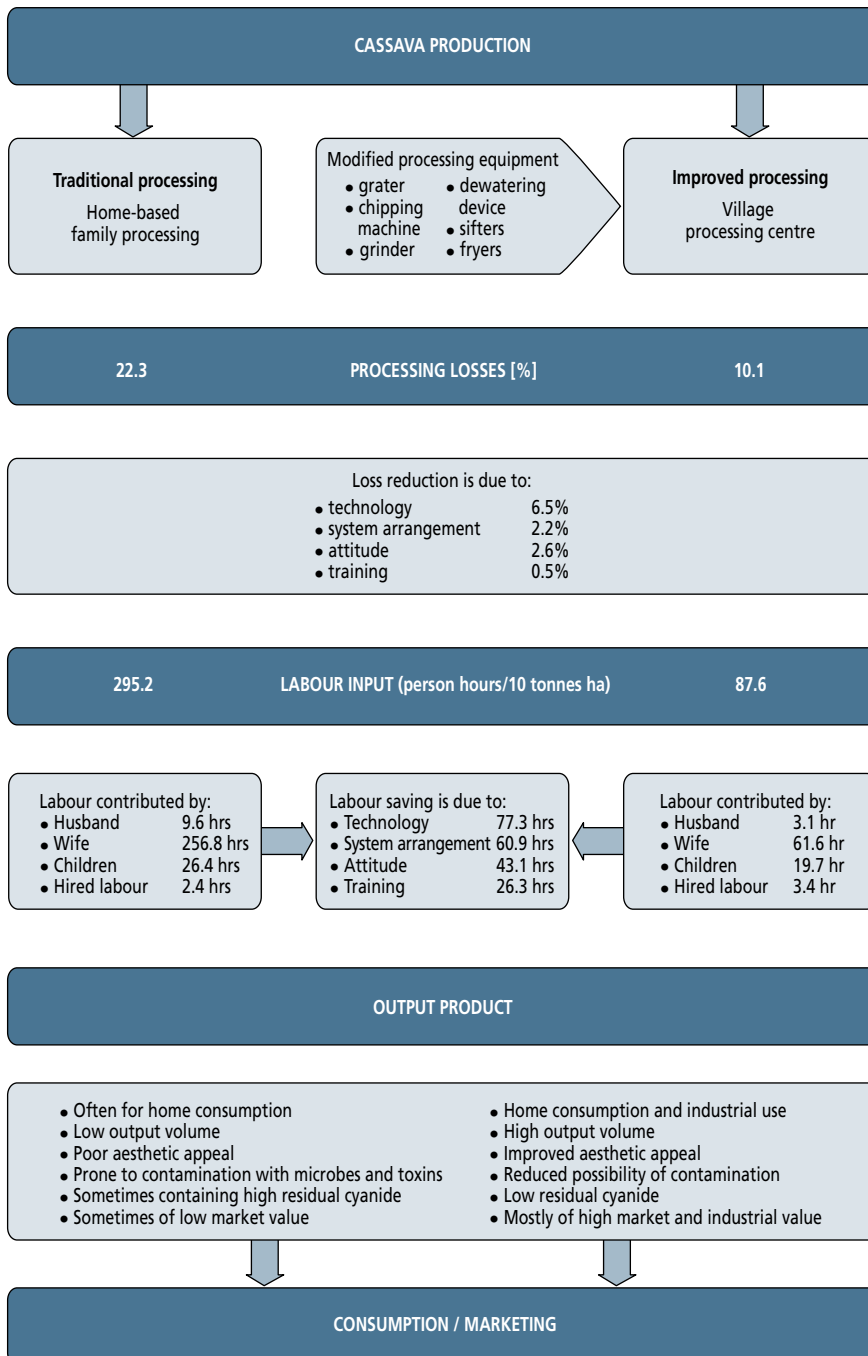 CASSAVA PRODUCTION
Traditional processing
Home-based
family processing
Modified processing equipment
• grater
• chipping
machine
• grinder
• dewatering
device
• sifters
• fryers
Improved processing
Village
processing centre
22.3 PROCESSING LOSSES [%] 10.1
Loss reduction is due to:
• technology 6.5%
• system arrangement 2.2%
• attitude 2.6%
• training 0.5%
295.2 LABOUR INPUT (person hours/10 tonnes ha) 87.6
Labour contributed by:
• Husband 9.6 hrs
• Wife 256.8 hrs
• Children 26.4 hrs
• Hired labour 2.4 hrs
Labour saving is due to:
• Technology 77.3 hrs
• System arrangement 60.9 hrs
• Attitude 43.1 hrs
• Training 26.3 hrs
Labour contributed by:
• Husband 3.1 hr
• Wife 61.6 hr
• Children 19.7 hr
• Hired labour 3.4 hr
OUTPUT PRODUCT
• Often for home consumption
• Low output volume
• Poor aesthetic appeal
• Prone to contamination with microbes and toxins
• Sometimes containing high residual cyanide
• Sometimes of low market value
• Home consumption and industrial use
• High output volume
• Improved aesthetic appeal
• Reduced possibility of contamination
• Low residual cyanide
• Mostly of high market and industrial value
CONSUMPTION / MARKETING